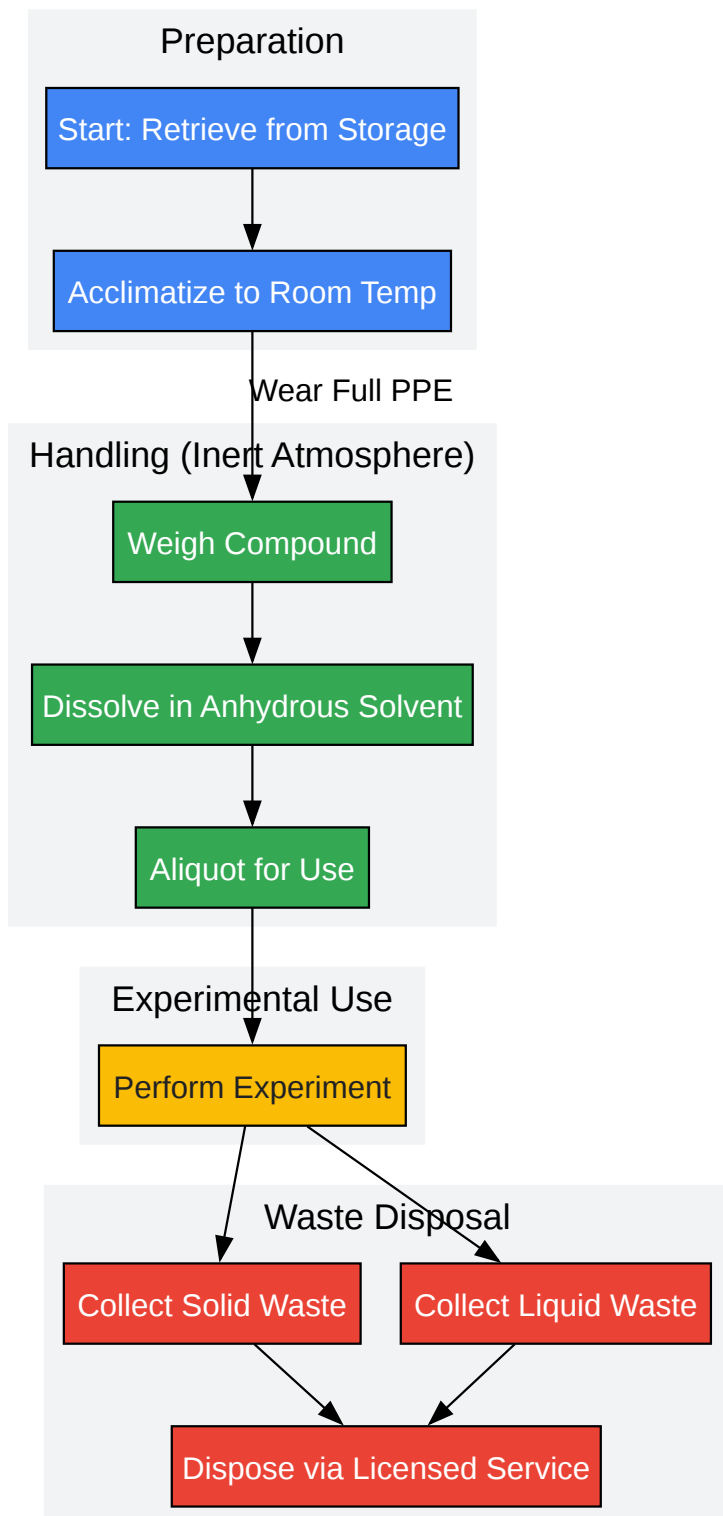 Preparation
Start: Retrieve from Storage
Acclimatize to Room Temp
Wear Full PPE
Handling (Inert Atmosphere)
Weigh Compound
Dissolve in Anhydrous Solvent
Aliquot for Use
Experimental Use
Perform Experiment
Waste Disposal
Collect Solid Waste
Collect Liquid Waste
Dispose via Licensed Service